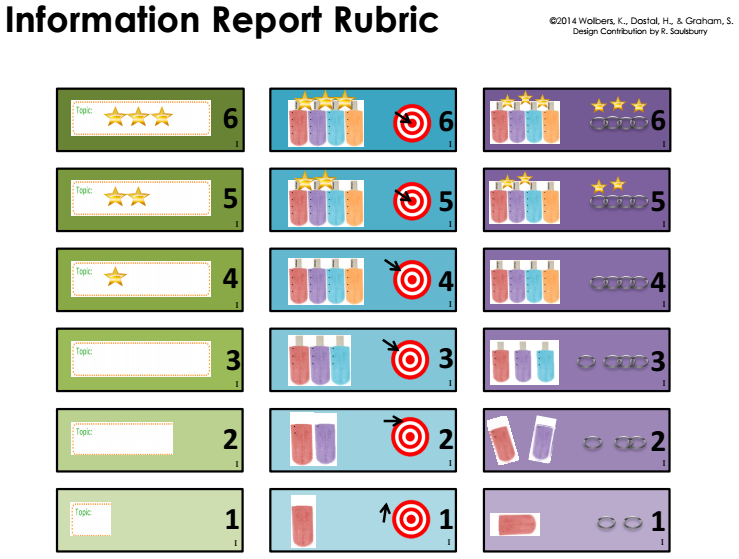 Information Report Rubric
©2014 Wolbers, K., Dostal, H., & Graham, S.
Design Contribution by R. Saulsburry
Topic: 6 I
6 I
6 I
Topic: 5 I
5 I
5 I
Topic: 4 I
4 I
4 I
Topic: 3 I
3 I
3 I
Topic: 2 I
2 I
2 I
Topic: 1 I
1 I
1 I